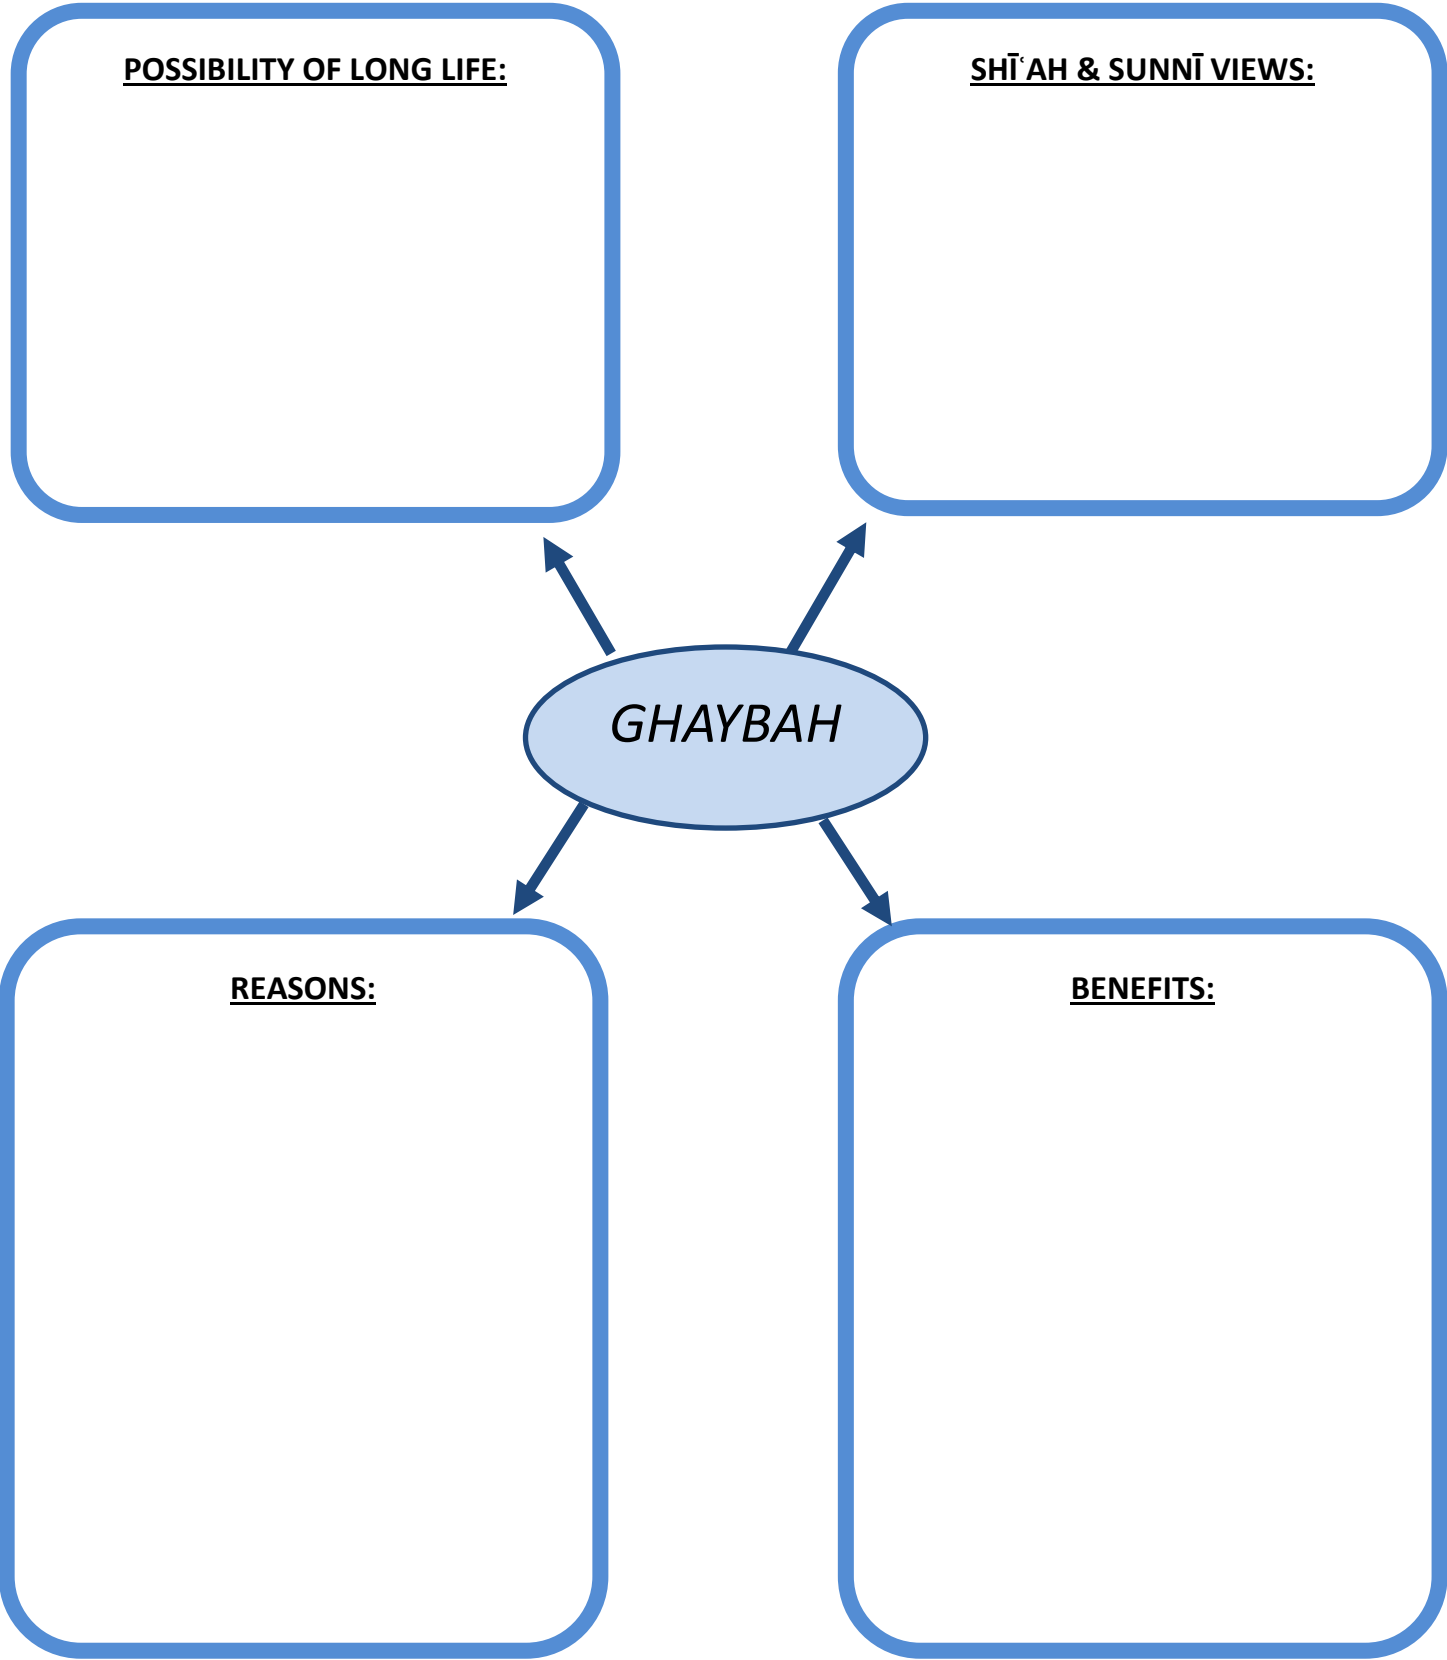 POSSIBILITY OF LONG LIFE:
SHĪʿAH & SUNNĪ VIEWS:
GHAYBAH
REASONS:
BENEFITS: